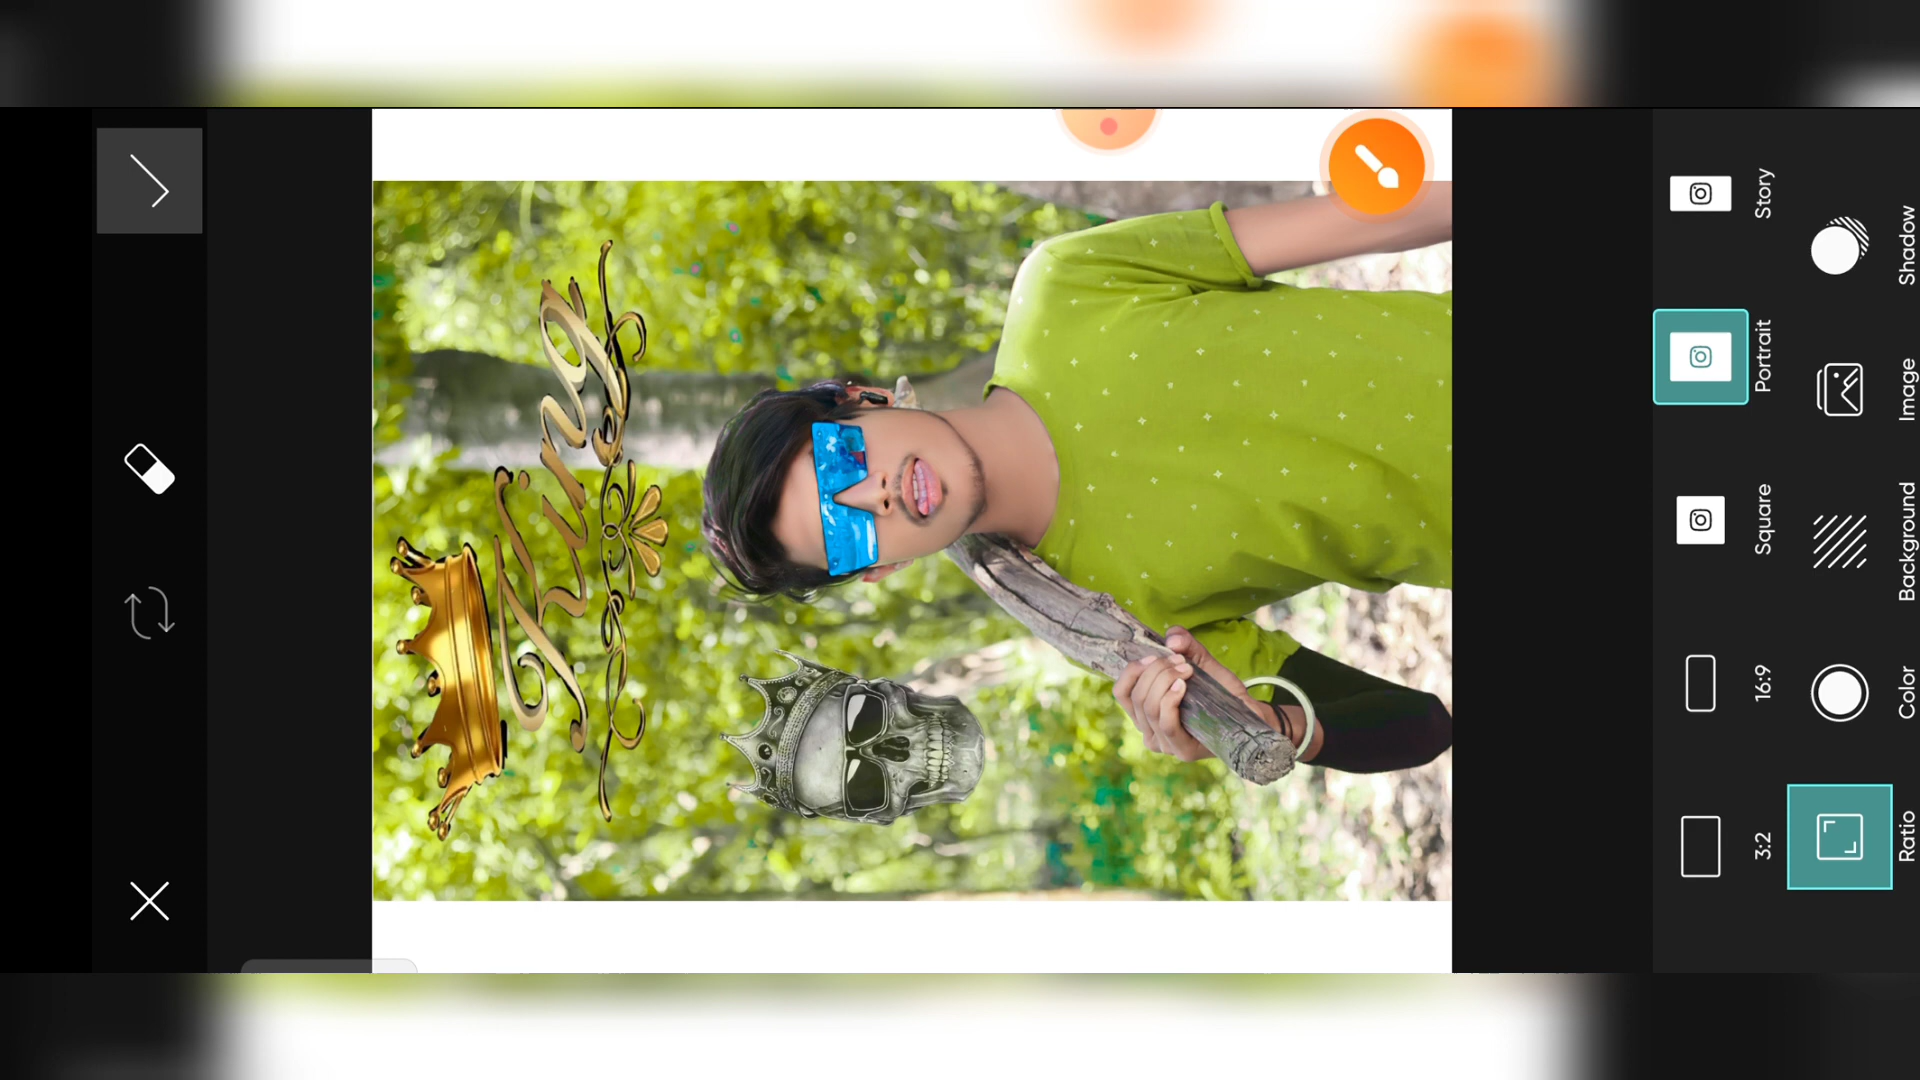 King
3:2
16:9
Square
Portrait
Story
Ratio
Color
Background
Image
Shadow